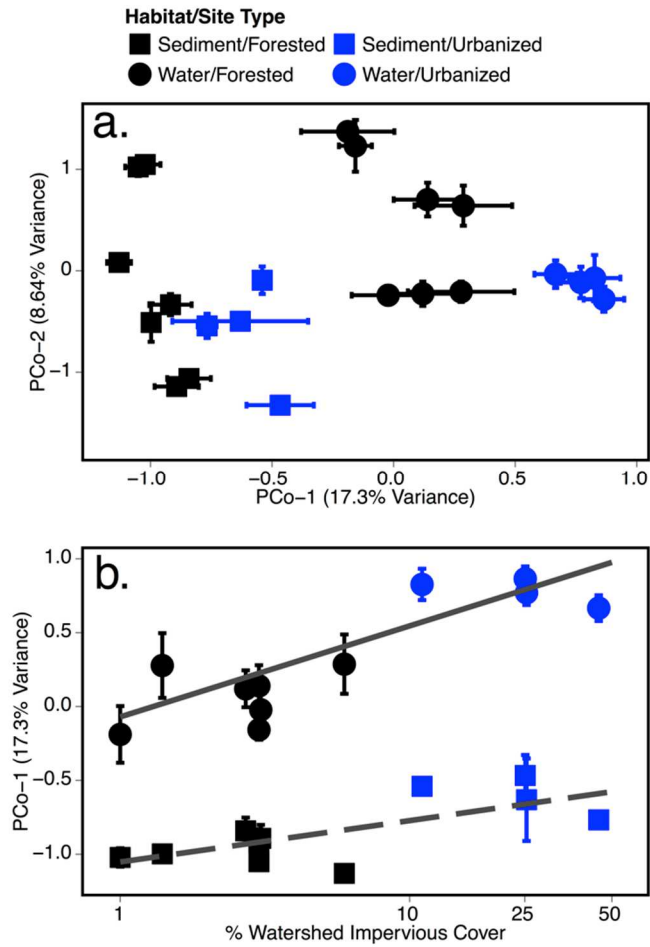 Habitat/Site Type
Sediment/Forested Sediment/Urbanized
Water/Forested Water/Urbanized
a.
PCo−2 (8.64% Variance)
1
0
−1
−1.0 −0.5 0.0 0.5 1.0
PCo−1 (17.3% Variance)
b.
PCo−1 (17.3% Variance)
1.0
0.5
0.0
−0.5
−1.0
1 10 25 50
% Watershed Impervious Cover